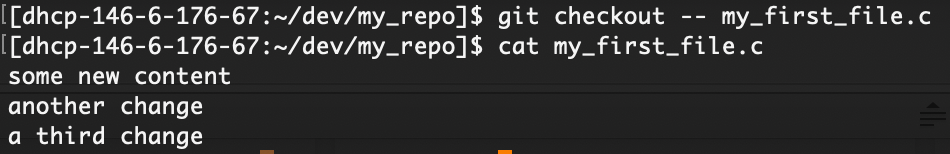 [[dhcp-146-6-176-67:~/dev/my_repo]$ git checkout -- my_first_file.c
[[dhcp-146-6-176-67:~/dev/my_repo]$ cat my_first_file.c
some new content
another change
a third change